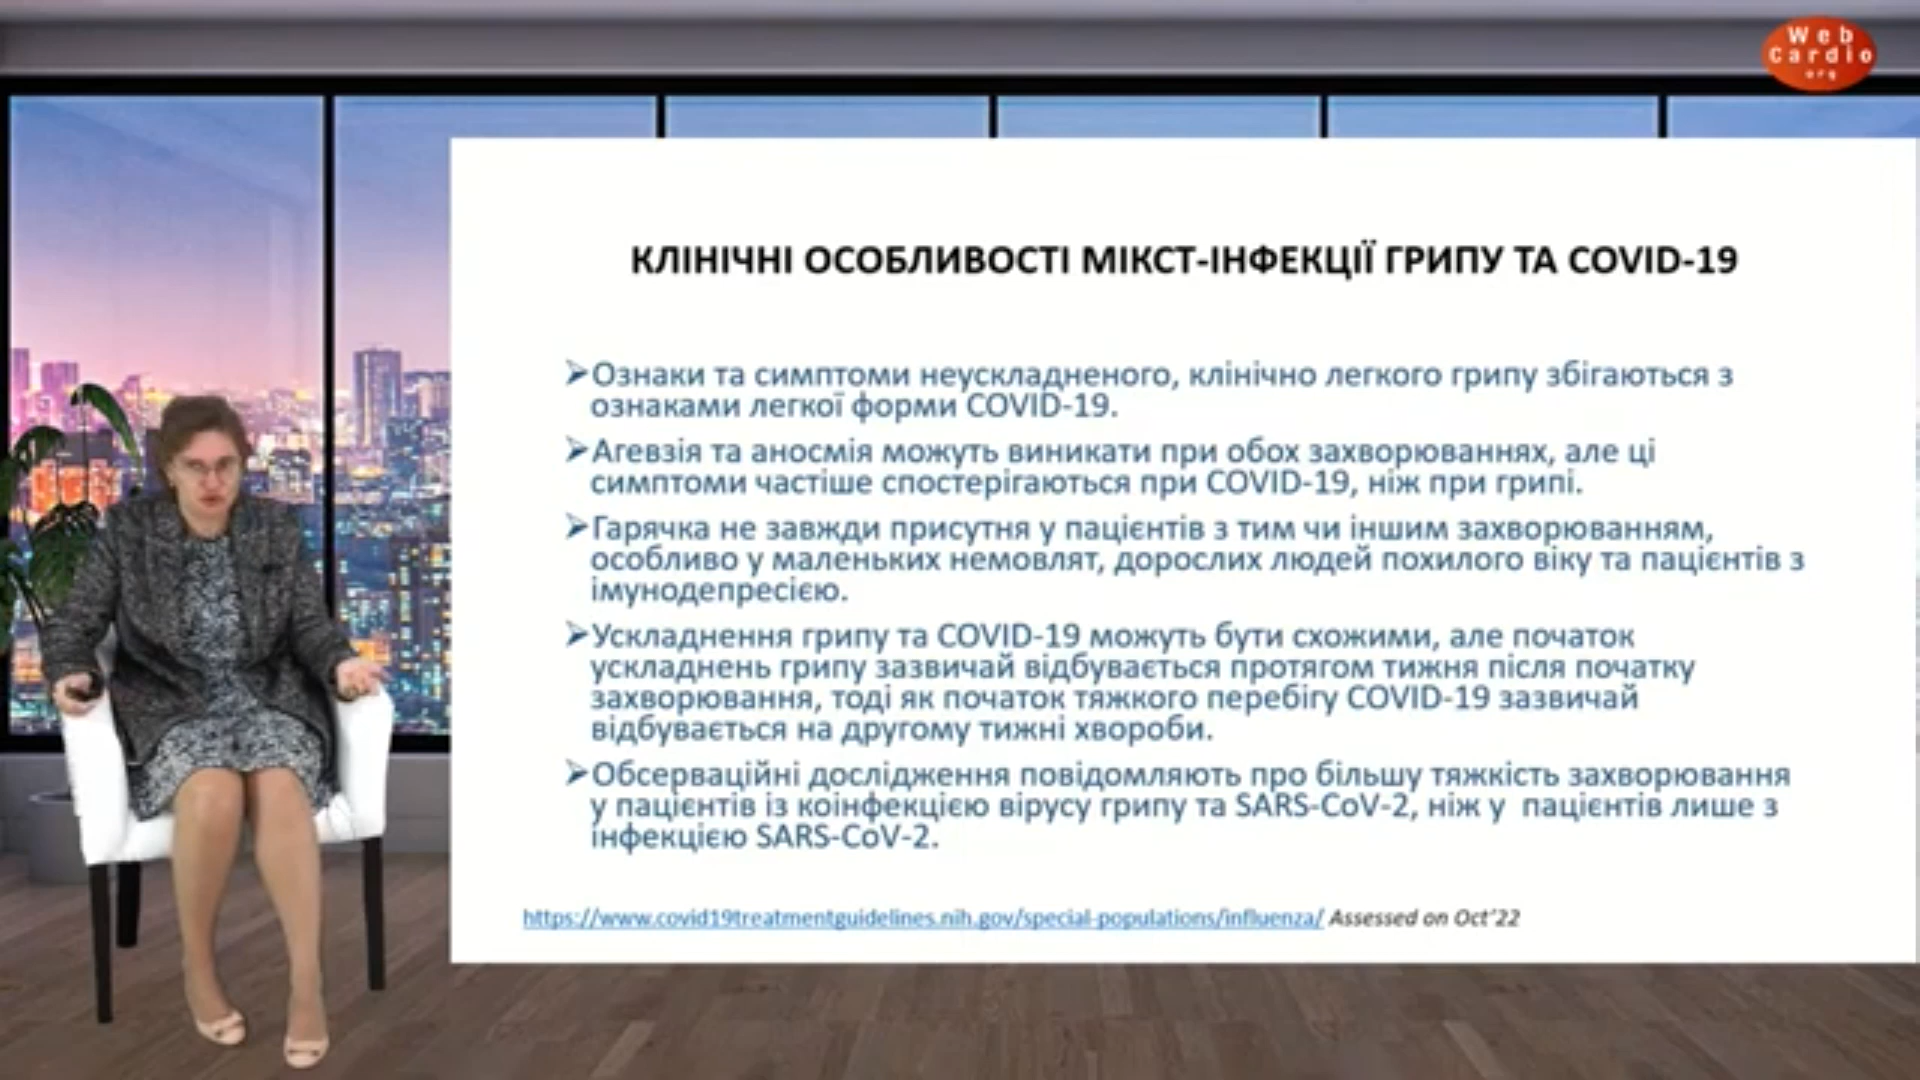 Web
Cardio
org
КЛІНІЧНІ ОСОБЛИВОСТІ МІКСТ-ІНФЕКЦІЇ ГРИПУ ТА COVID-19
➢Ознаки та симптоми неускладненого, клінічно легкого грипу збігаються з
ознаками легкої форми COVID-19.
➢Агевзія та аносмія можуть виникати при обох захворюваннях, але ці
симптоми частіше спостерігаються при COVID-19, ніж при грипі.
➢Гарячка не завжди присутня у пацієнтів з тим чи іншим захворюванням,
особливо у маленьких немовлят, дорослих людей похилого віку та пацієнтів з
імунодепресією.
➢Ускладнення грипу та COVID-19 можуть бути схожими, але початок
ускладнень грипу зазвичай відбувається протягом тижня після початку
захворювання, тоді як початок тяжкого перебігу COVID-19 зазвичай
відбувається на другому тижні хвороби.
➢Обсерваційні дослідження повідомляють про більшу тяжкість захворювання
у пацієнтів із коінфекцією вірусу грипу та SARS-CoV-2, ніж у пацієнтів лише з
інфекцією SARS-CoV-2.
https://www.covid19treatmentguidelines.nih.gov/special-populations/influenza/ Assessed on Oct'22